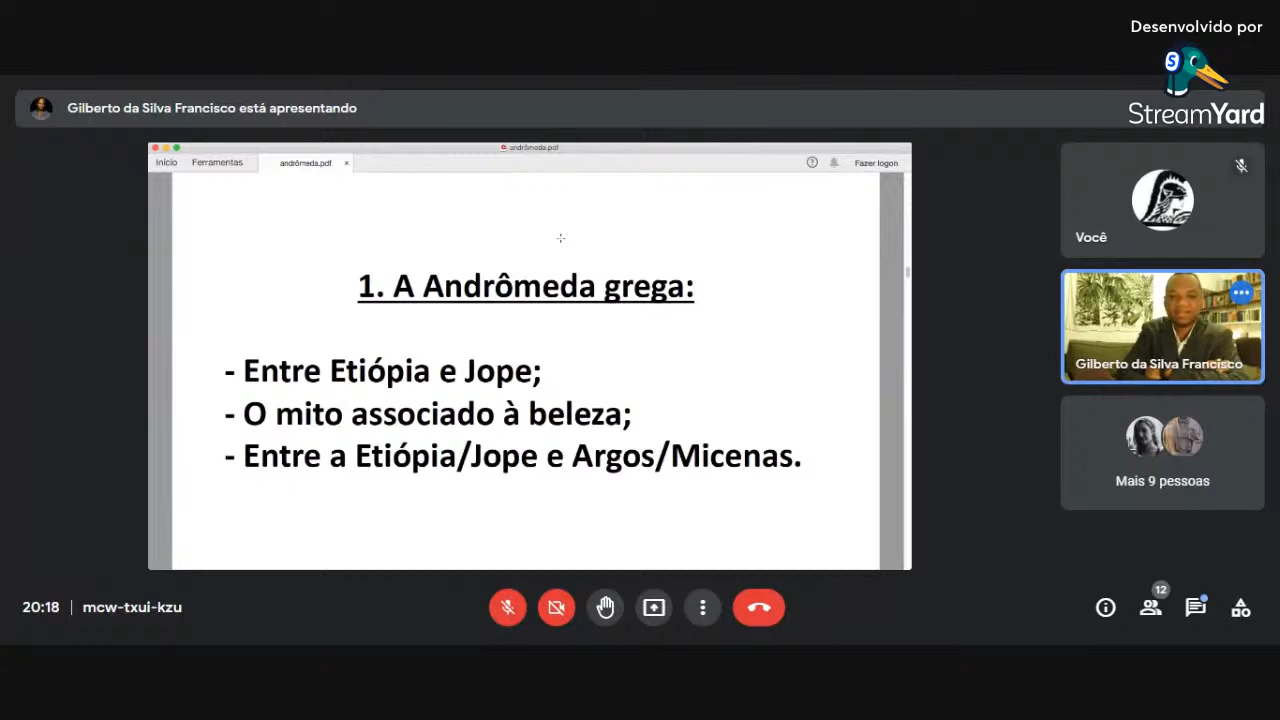 Desenvolvido por
StreamYard
Gilberto da Silva Francisco está apresentando
andrômeda.pdf
Início Ferramentas andrômeda.pdf × Fazer logon
1. A Andrômeda grega:
- Entre Etiópia e Jope;
- O mito associado à beleza;
- Entre a Etiópia/Jope e Argos/Micenas.
Você
Gilberto da Silva Francisco
Mais 9 pessoas
20:18 | mcw-txui-kzu
12